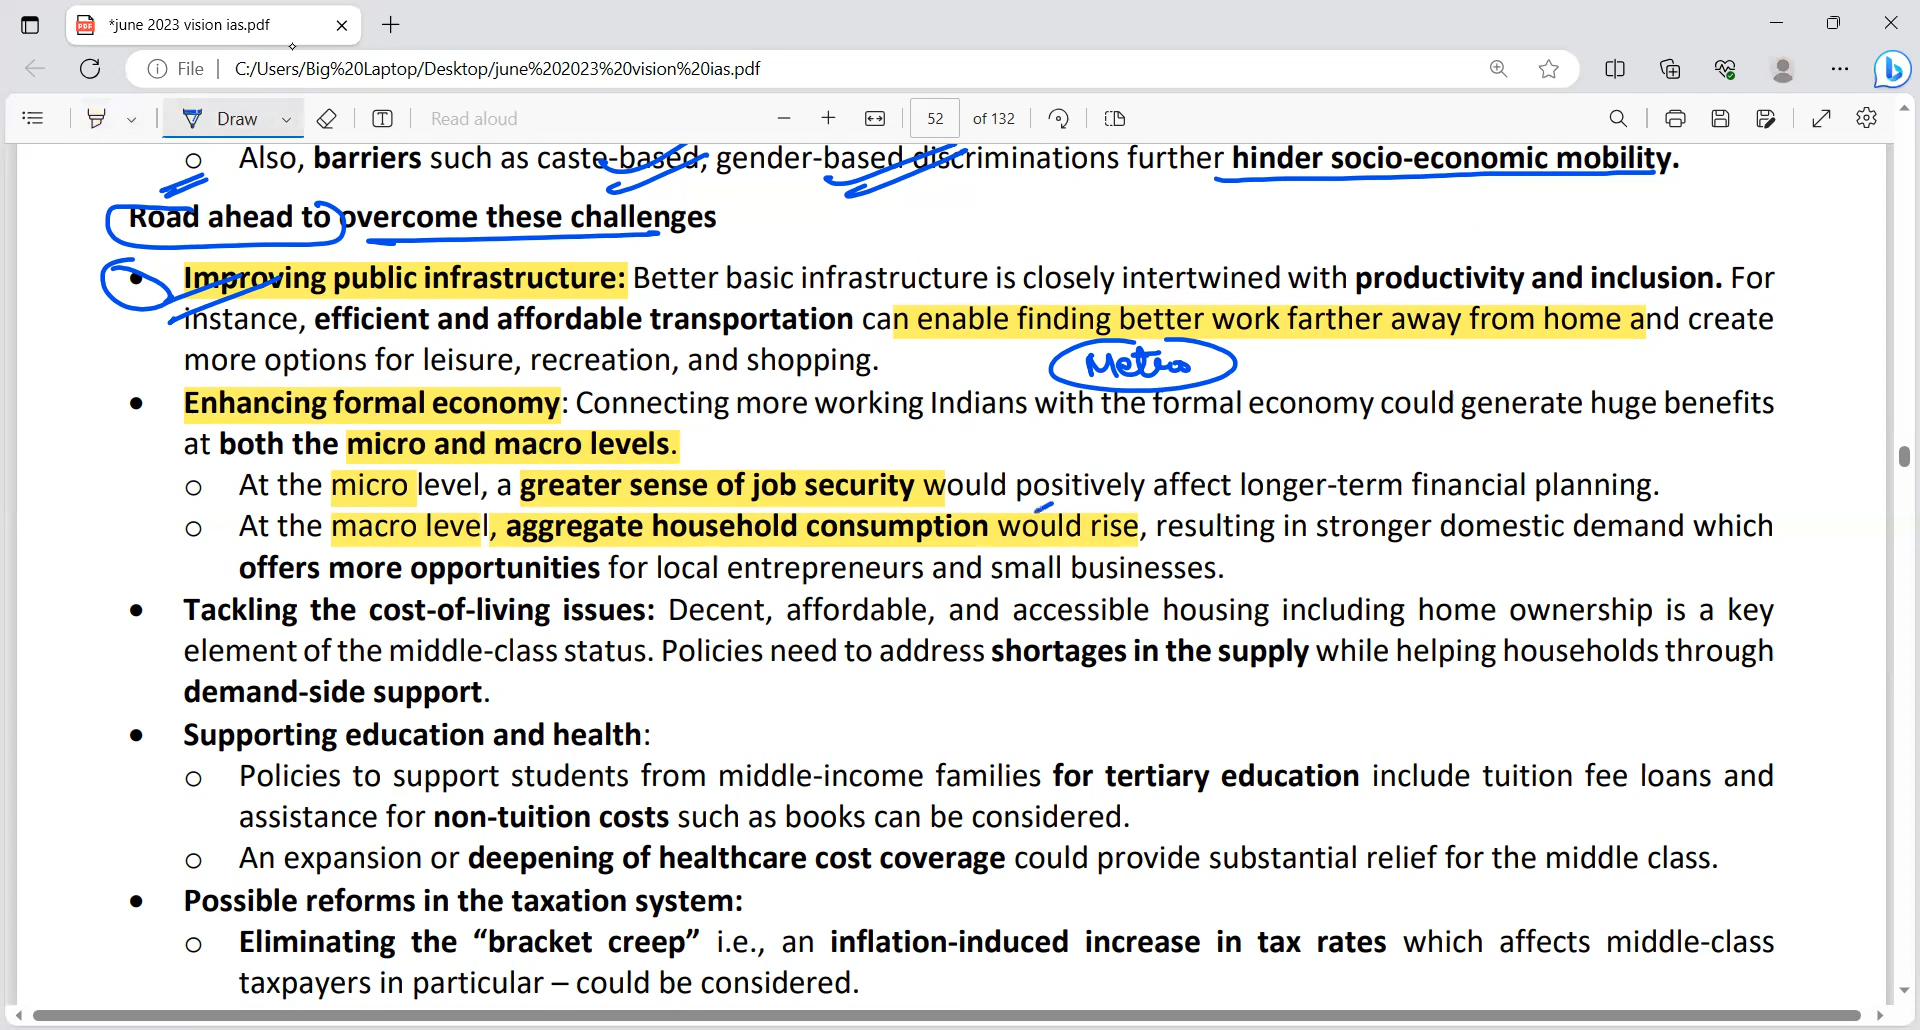 *june 2023 vision ias.pdf
File | C:/Users/Big%20Laptop/Desktop/june%202023%20vision%20ias.pdf
Draw Read aloud 52 of 132
o Also, barriers such as caste-based, gender-based discriminations further hinder socio-economic mobility.
Road ahead to overcome these challenges
• Improving public infrastructure: Better basic infrastructure is closely intertwined with productivity and inclusion. For
instance, efficient and affordable transportation can enable finding better work farther away from home and create
more options for leisure, recreation, and shopping.
Metro
• Enhancing formal economy: Connecting more working Indians with the formal economy could generate huge benefits
at both the micro and macro levels.
o At the micro level, a greater sense of job security would positively affect longer-term financial planning.
o At the macro level, aggregate household consumption would rise, resulting in stronger domestic demand which
offers more opportunities for local entrepreneurs and small businesses.
• Tackling the cost-of-living issues: Decent, affordable, and accessible housing including home ownership is a key
element of the middle-class status. Policies need to address shortages in the supply while helping households through
demand-side support.
• Supporting education and health:
o Policies to support students from middle-income families for tertiary education include tuition fee loans and
assistance for non-tuition costs such as books can be considered.
o An expansion or deepening of healthcare cost coverage could provide substantial relief for the middle class.
• Possible reforms in the taxation system:
o Eliminating the “bracket creep” i.e., an inflation-induced increase in tax rates which affects middle-class
taxpayers in particular – could be considered.